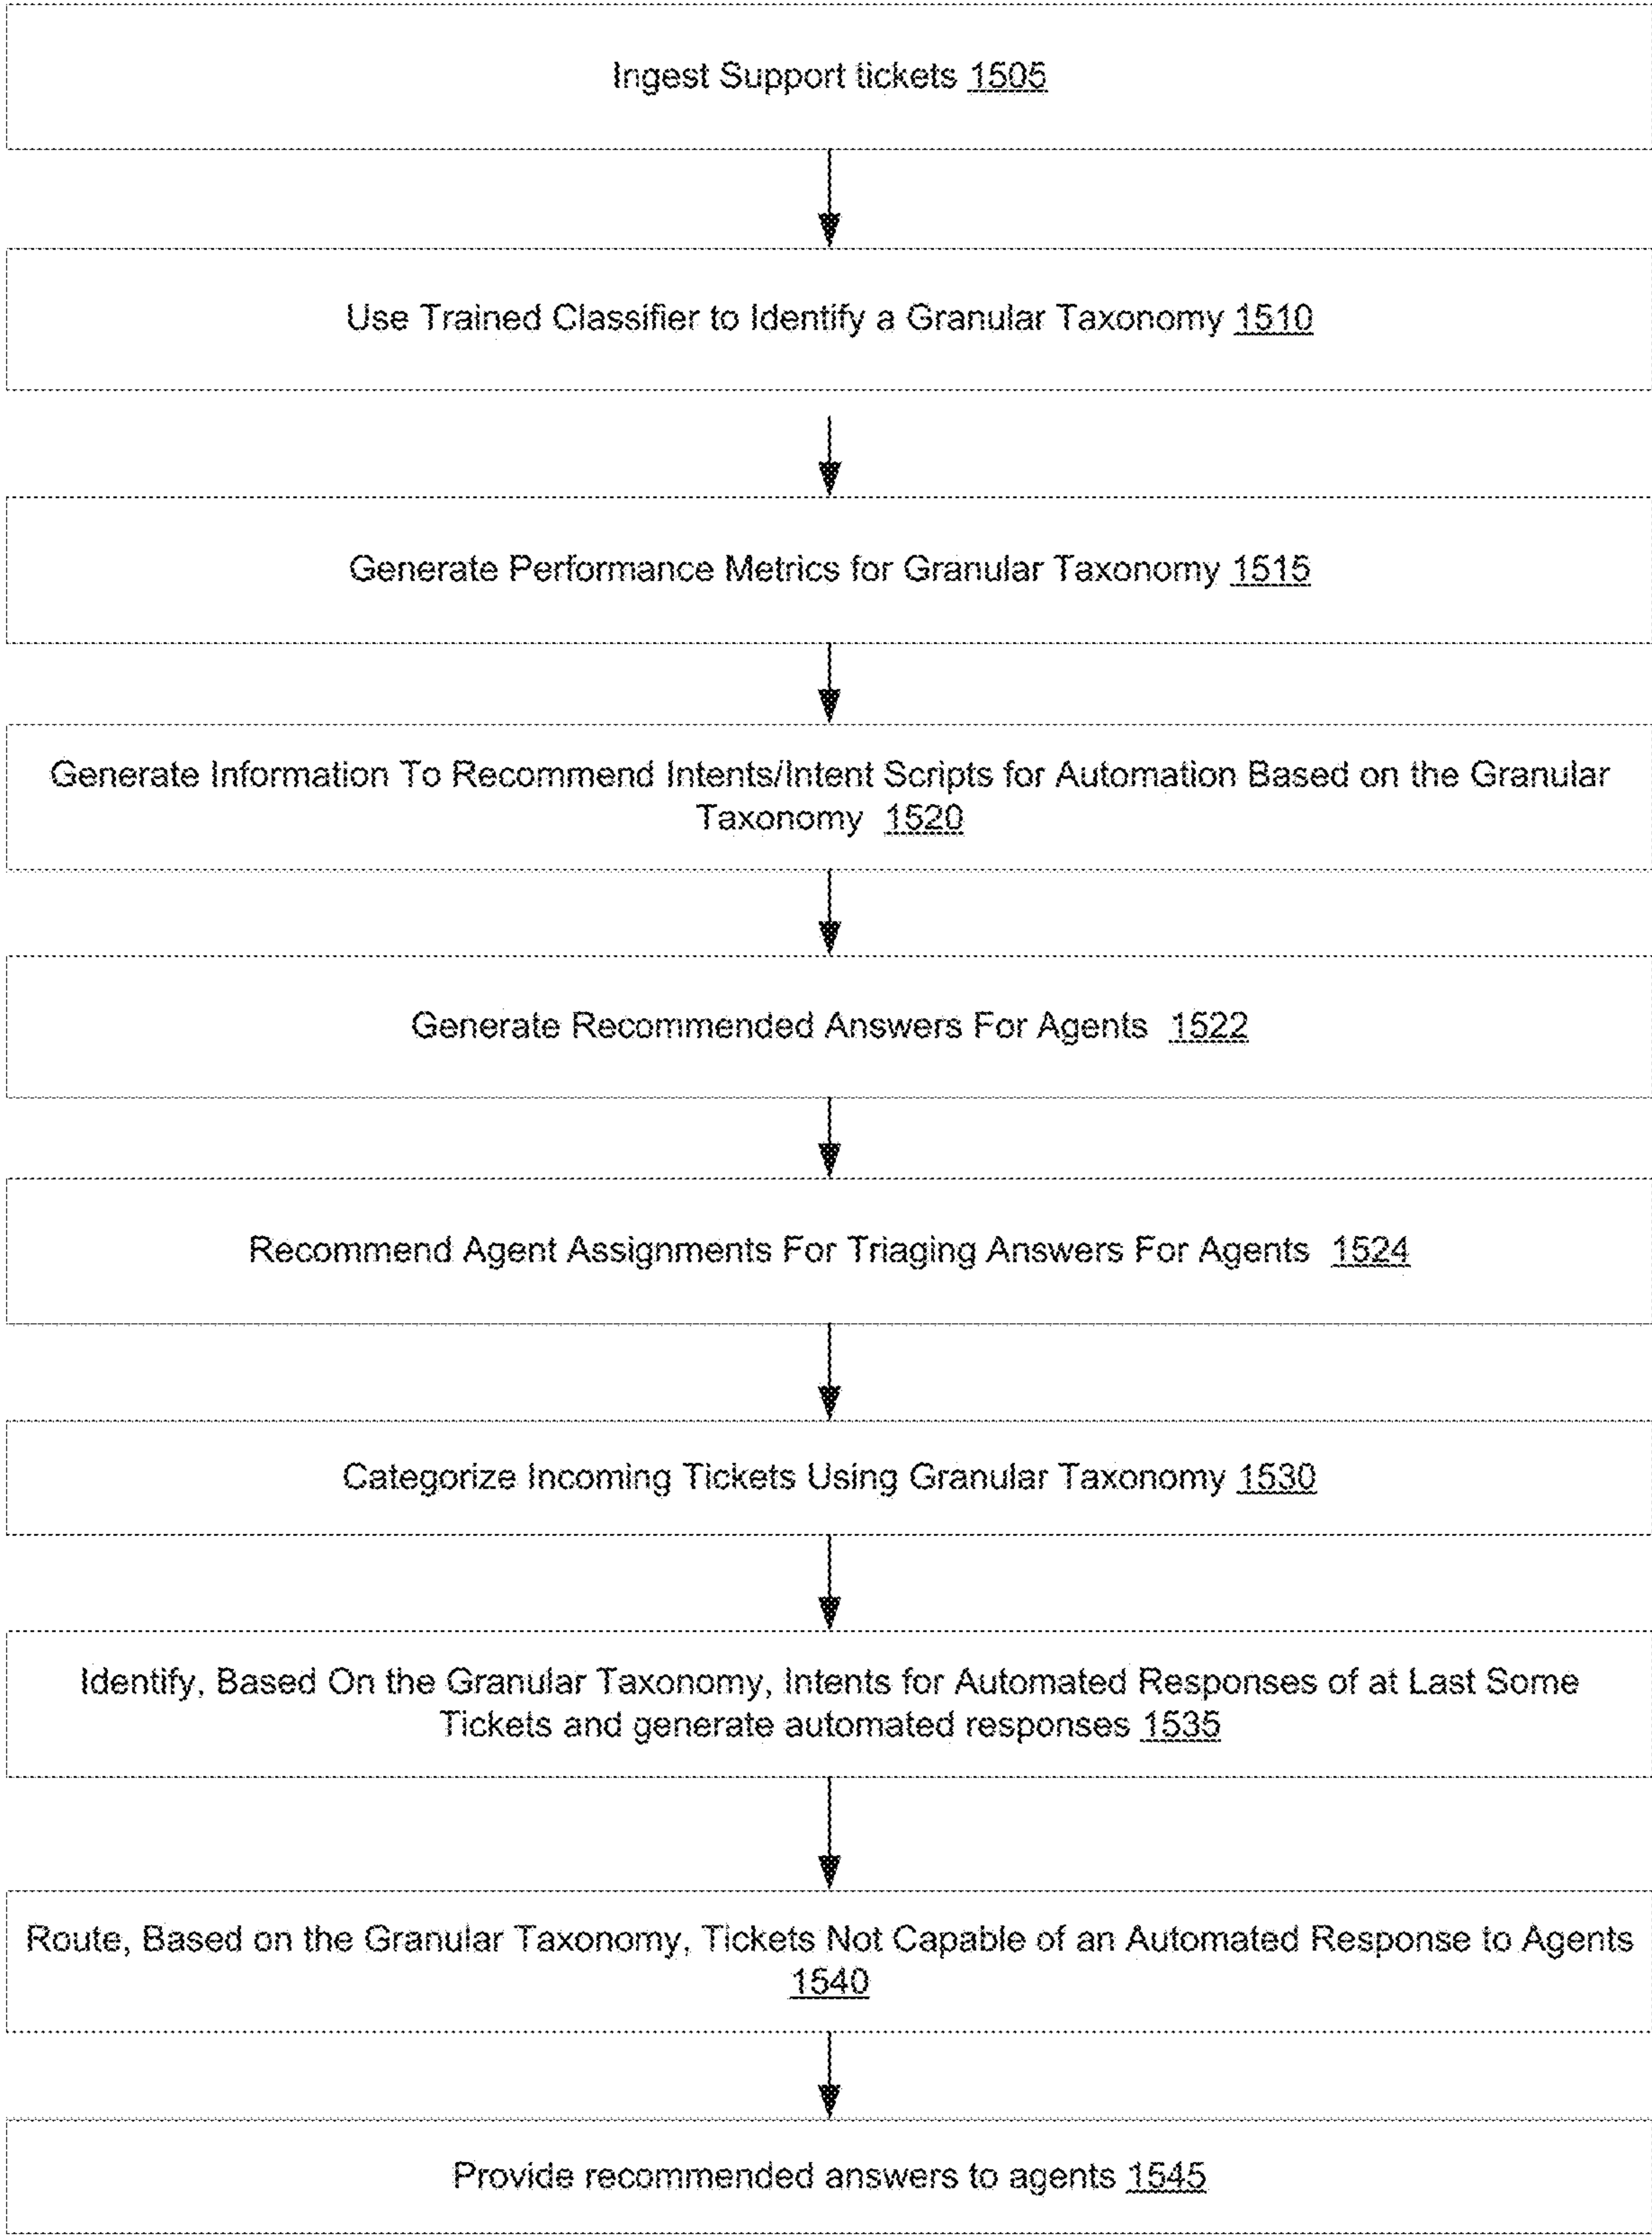 Ingest Support tickets 1505
Use Trained Classifier to Identify a Granular Taxonomy 1510
Generate Performance Metrics for Granular Taxonomy 1515
Generate Information To Recommend Intents/Intent Scripts for Automation Based on the Granular
Taxonomy 1520
Generate Recommended Answers For Agents 1522
Recommend Agent Assignments For Triaging Answers For Agents 1524
Categorize Incoming Tickets Using Granular Taxonomy 1530
Identify, Based On the Granular Taxonomy, Intents for Automated Responses of at Last Some
Tickets and generate automated responses 1535
Route, Based on the Granular Taxonomy, Tickets Not Capable of an Automated Response to Agents
1540
Provide recommended answers to agents 1545